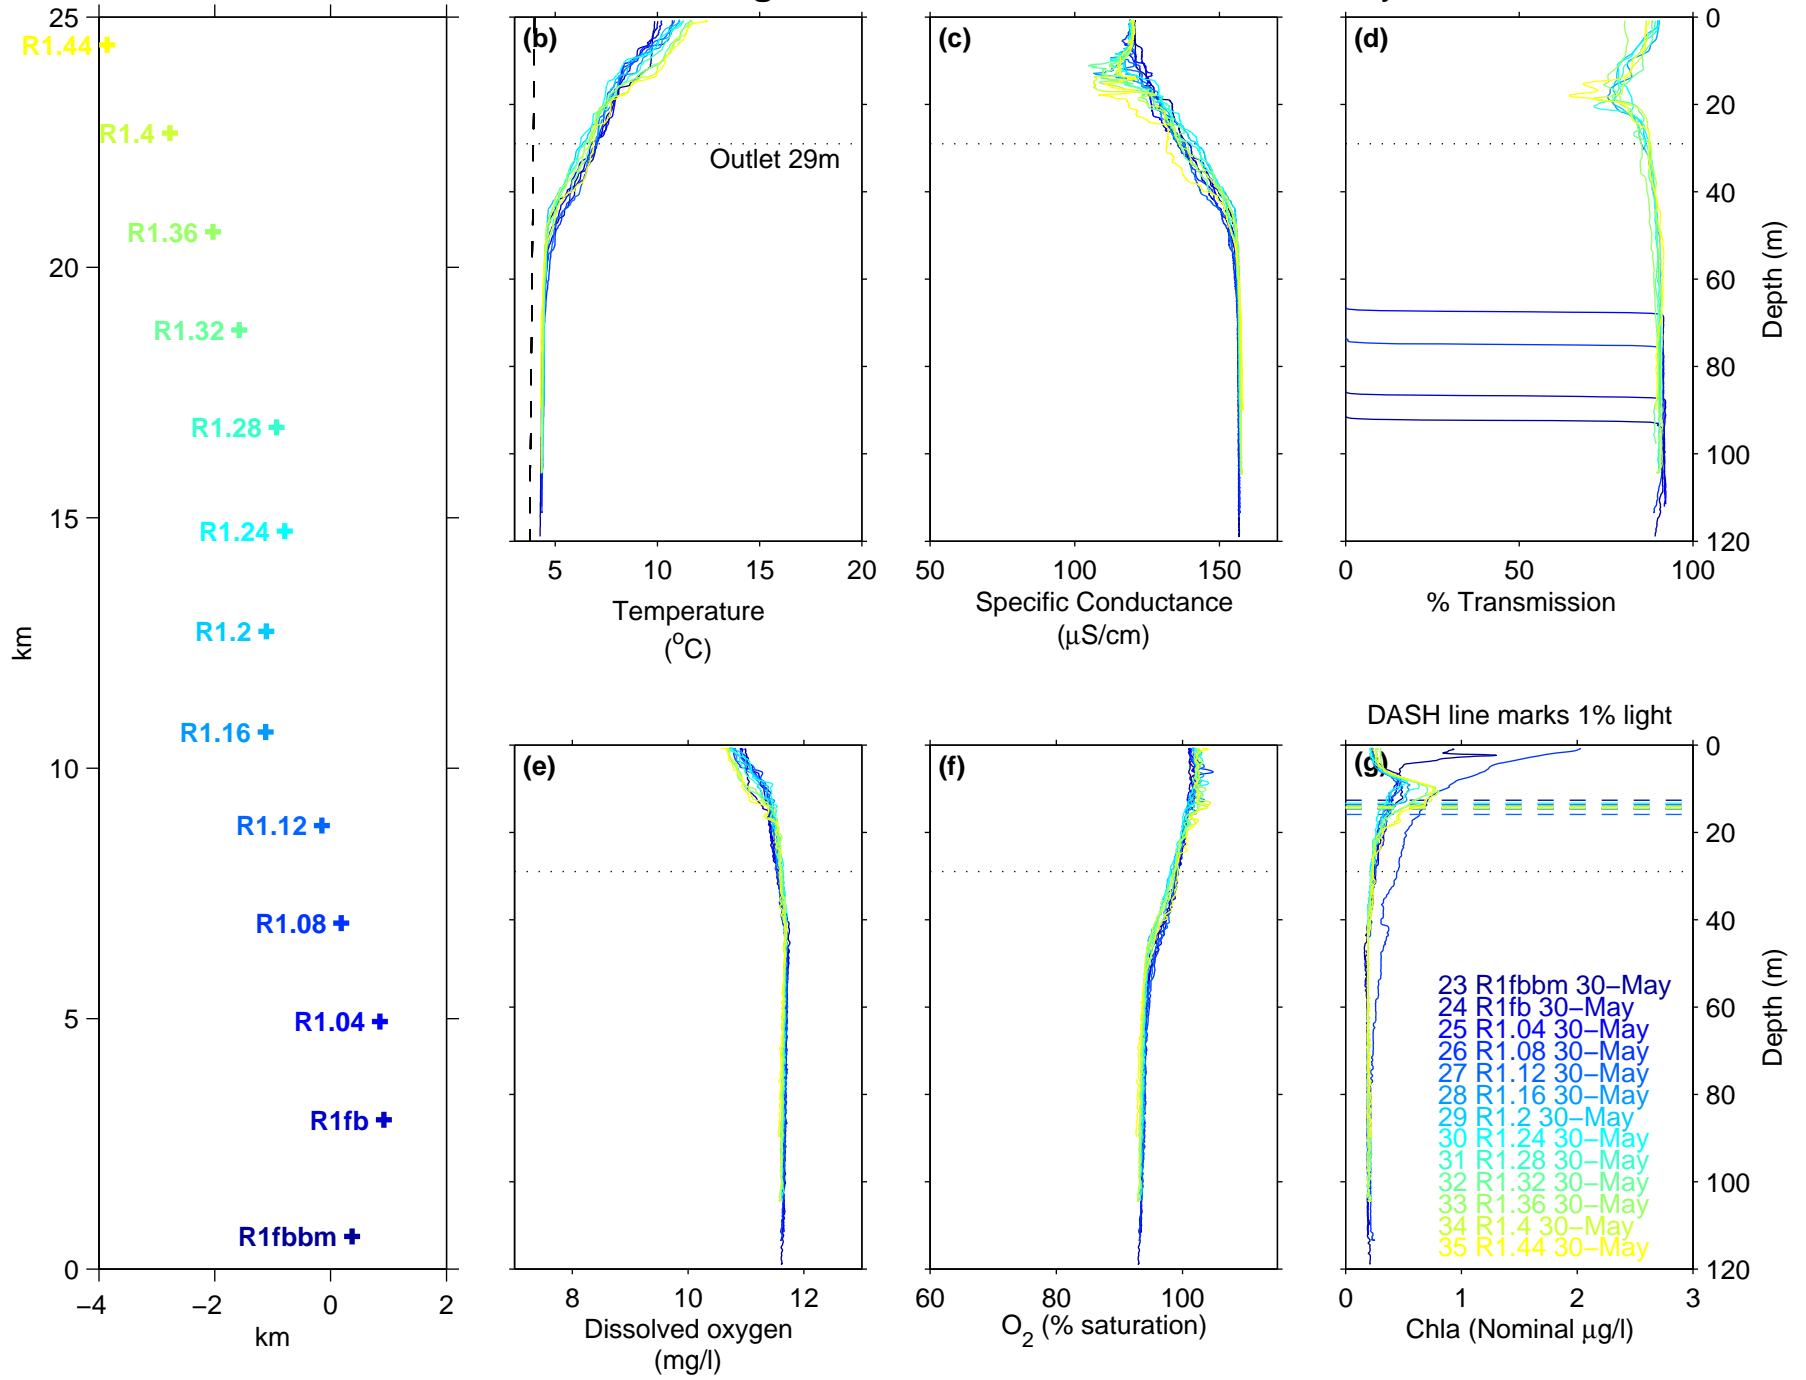 25
20
15
10
5
0
km
−4
−2
0
2
km
R1.44
R1.4
R1.36
R1.32
R1.28
R1.24
R1.2
R1.16
R1.12
R1.08
R1.04
R1fb
R1fbbm
(b)
Outlet 29m
5
10
15
20
Temperature
(°C)
(c)
50
100
150
Specific Conductance
(μS/cm)
(d)
0
50
100
% Transmission
0
20
40
60
80
100
120
Depth (m)
(e)
8
10
12
Dissolved oxygen
(mg/l)
(f)
60
80
100
O2 (% saturation)
DASH line marks 1% light
(g)
23 R1fbbm 30−May
24 R1fb 30−May
25 R1.04 30−May
26 R1.08 30−May
27 R1.12 30−May
28 R1.16 30−May
29 R1.2 30−May
30 R1.24 30−May
31 R1.28 30−May
32 R1.32 30−May
33 R1.36 30−May
34 R1.4 30−May
35 R1.44 30−May
0
1
2
3
Chla (Nominal μg/l)
0
20
40
60
80
100
120
Depth (m)